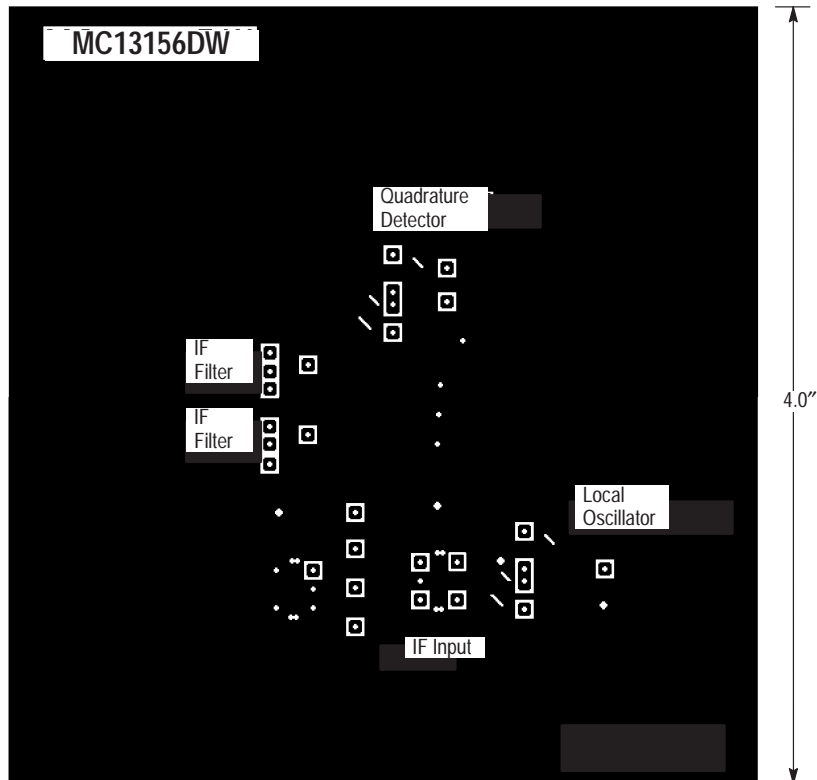 MC13156DW
Quadrature
Detector
IF
Filter
4.0″
IF
Filter
Local
Oscillator
IF Input